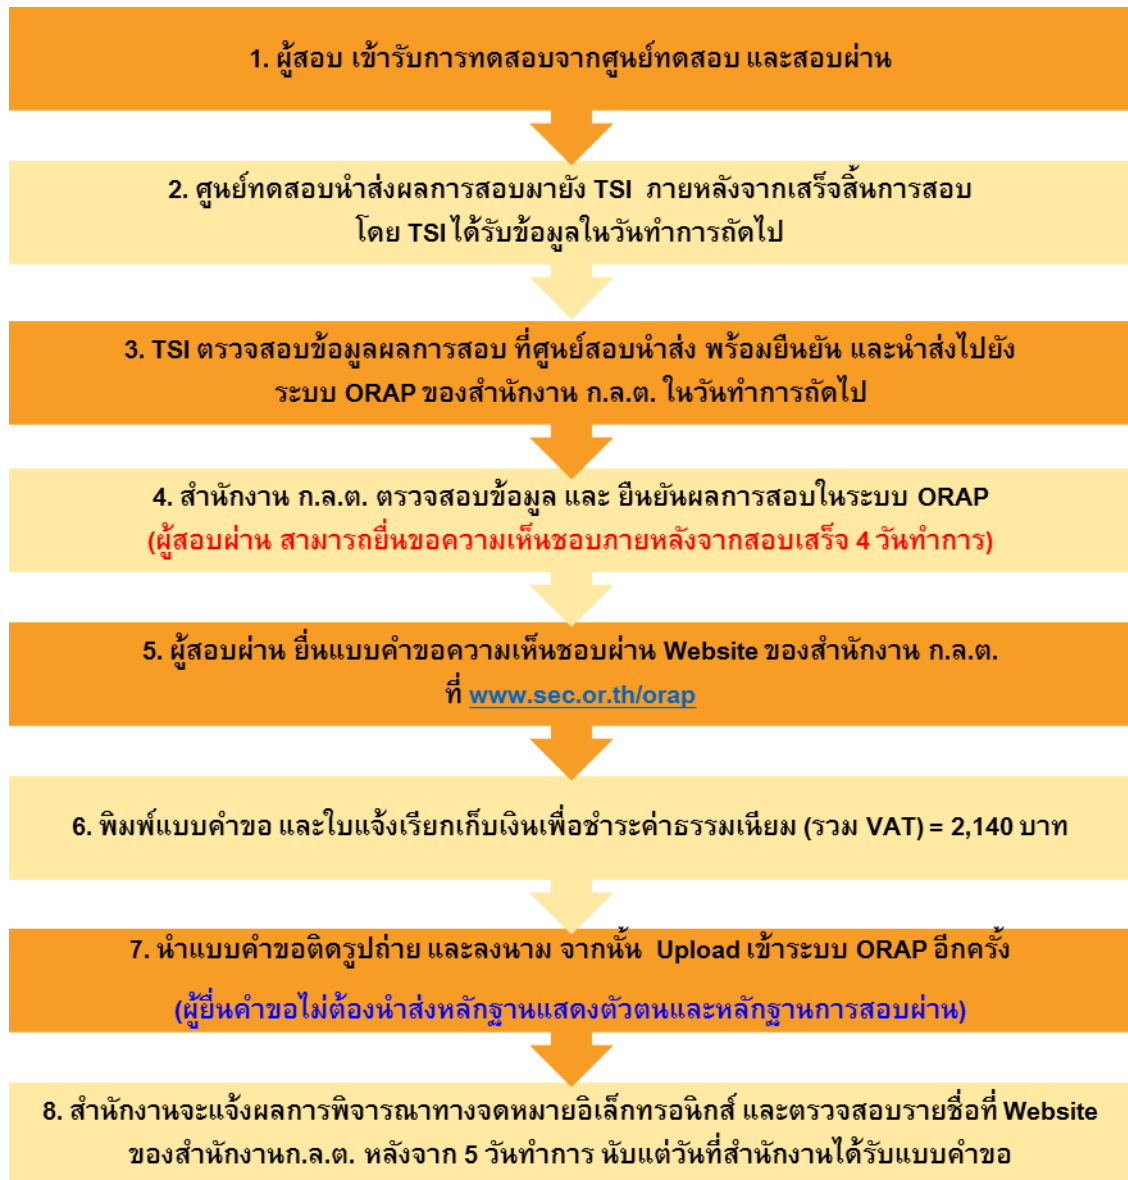 1. ผู้สอบ เข้ารับการทดสอบจากศูนย์ทดสอบ และสอบผ่าน
2. ศูนย์ทดสอบนำส่งผลการสอบมายัง TSI ภายหลังจากเสร็จสิ้นการสอบ
โดย TSI ได้รับข้อมูลในวันทำการถัดไป
3. TSI ตรวจสอบข้อมูลผลการสอบ ที่ศูนย์สอบนำส่ง พร้อมยืนยัน และนำส่งไปยัง
ระบบ ORAP ของสำนักงาน ก.ล.ต. ในวันทำการถัดไป
4. สำนักงาน ก.ล.ต. ตรวจสอบข้อมูล และ ยืนยันผลการสอบในระบบ ORAP
(ผู้สอบผ่าน สามารถยื่นขอความเห็นชอบภายหลังจากสอบเสร็จ 4 วันทำการ)
5. ผู้สอบผ่าน ยื่นแบบคำขอความเห็นชอบผ่าน Website ของสำนักงาน ก.ล.ต.
ที่ www.sec.or.th/orap
6. พิมพ์แบบคำขอ และใบแจ้งเรียกเก็บเงินเพื่อชำระค่าธรรมเนียม (รวม VAT) = 2,140 บาท
7. นำแบบคำขอติดรูปถ่าย และลงนาม จากนั้น Upload เข้าระบบ ORAP อีกครั้ง
(ผู้ยื่นคำขอไม่ต้องนำส่งหลักฐานแสดงตัวตนและหลักฐานการสอบผ่าน)
8. สำนักงานจะแจ้งผลการพิจารณาทางจดหมายอิเล็กทรอนิกส์ และตรวจสอบรายชื่อที่ Website
ของสำนักงานก.ล.ต. หลังจาก 5 วันทำการ นับแต่วันที่สำนักงานได้รับแบบคำขอ